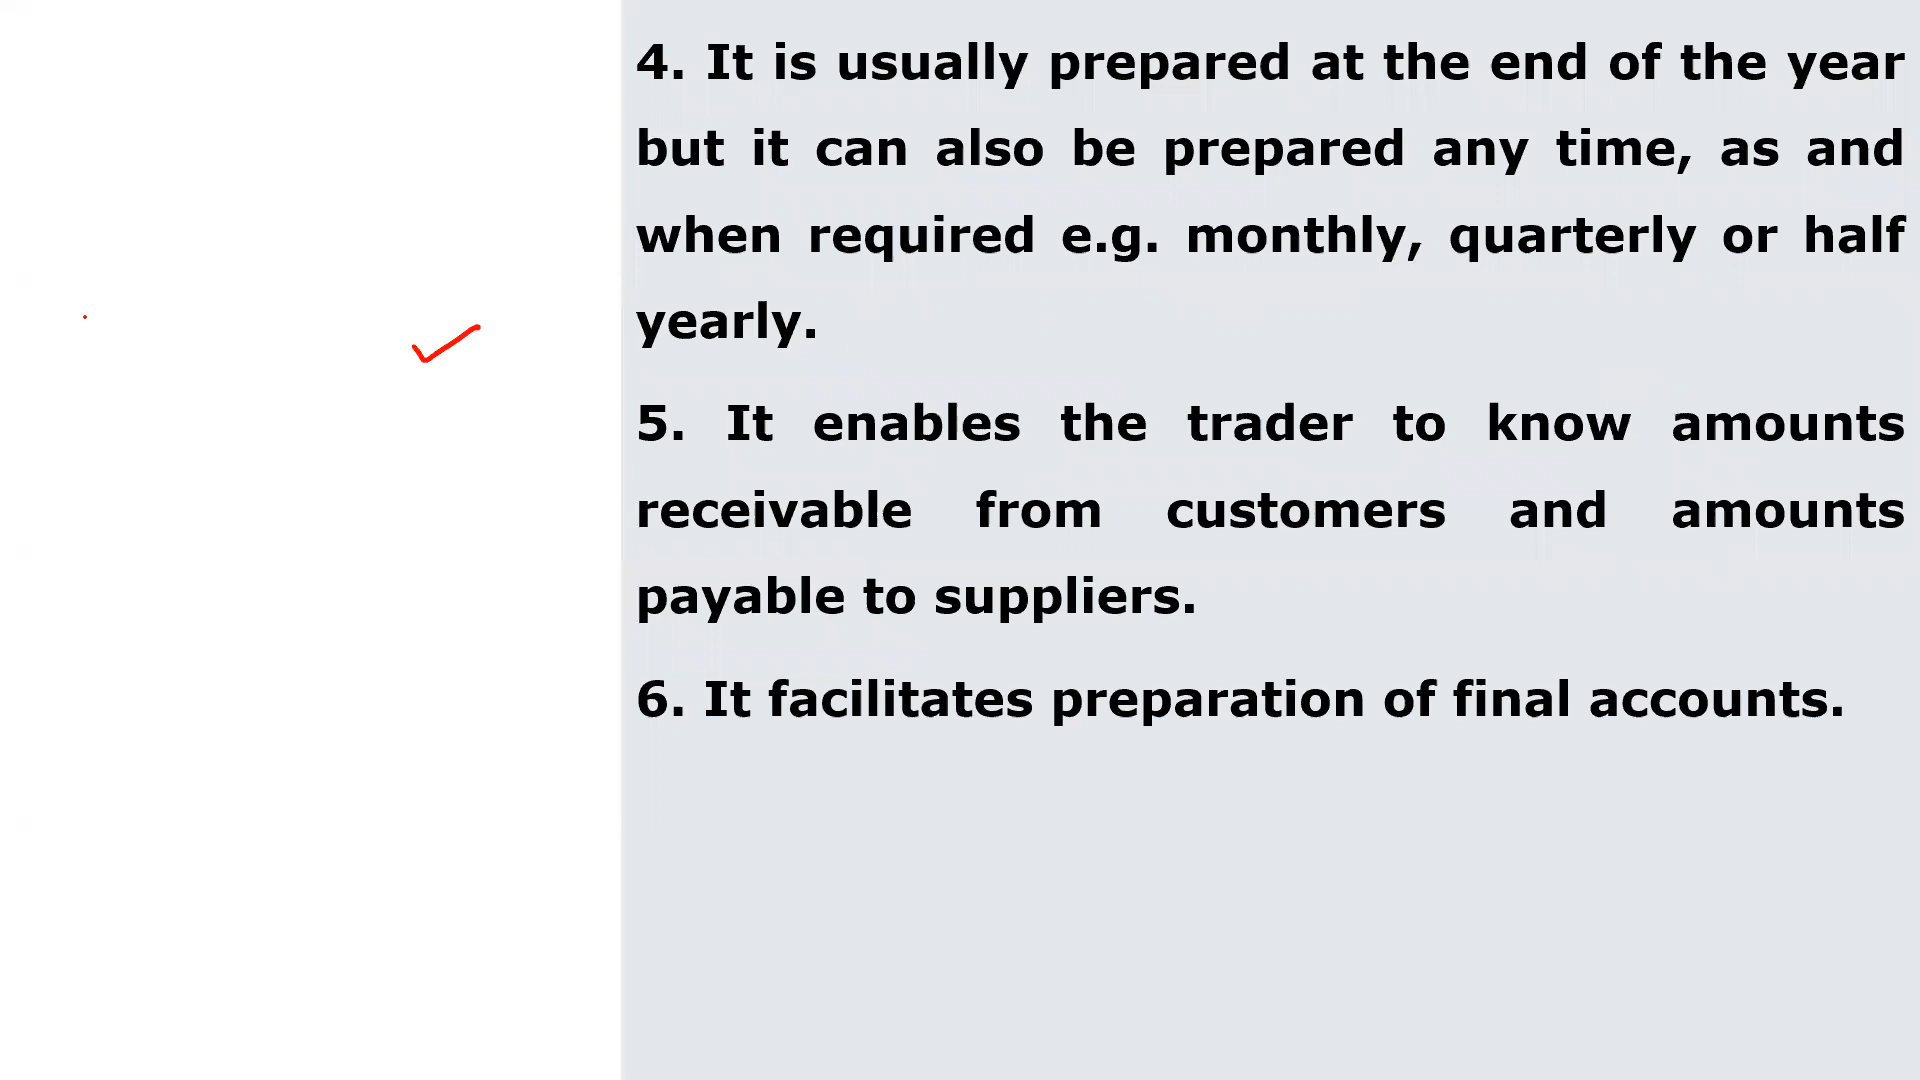 4. It is usually prepared at the end of the year
but it can also be prepared any time, as and
when required e.g. monthly, quarterly or half
yearly.
5. It enables the trader to know amounts
receivable from customers and amounts
payable to suppliers.
6. It facilitates preparation of final accounts.